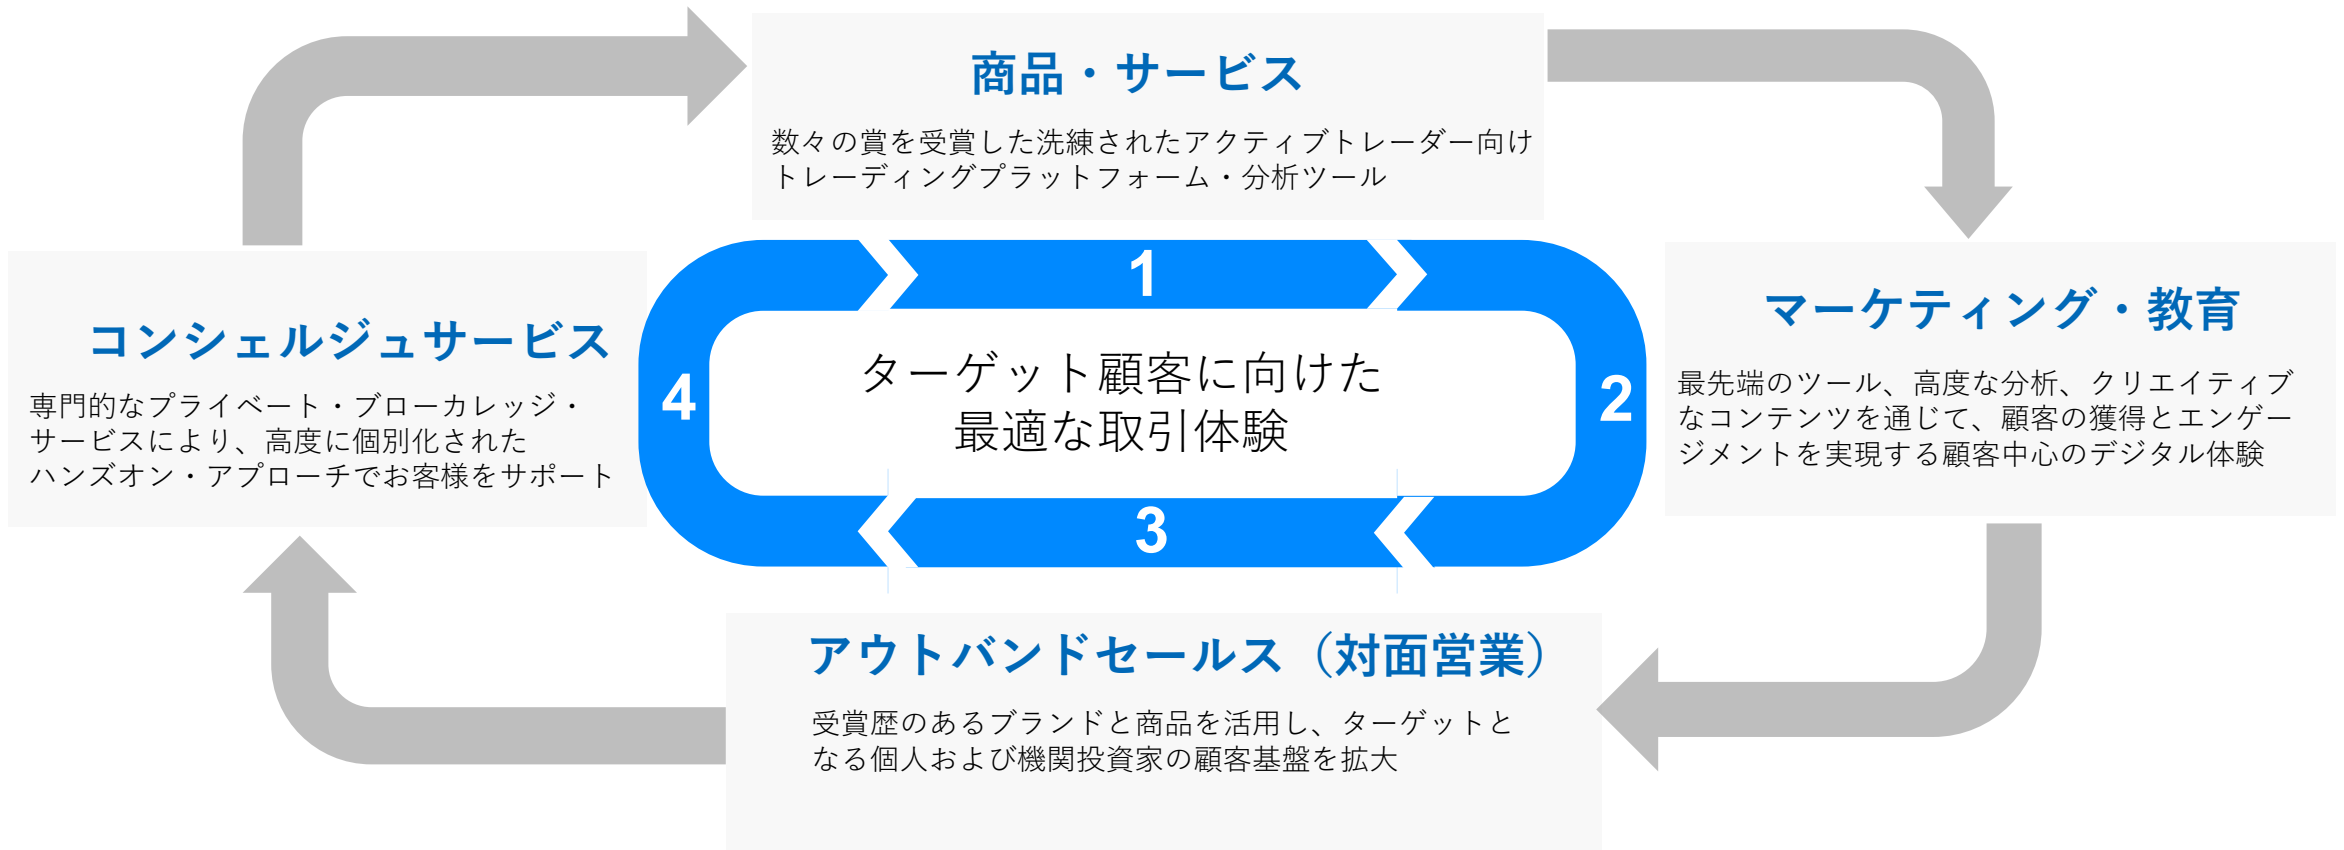 商品・サービス
数々の賞を受賞した洗練されたアクティブトレーダー向け
トレーディングプラットフォーム・分析ツール
1
マーケティング・教育
最先端のツール、高度な分析、クリエイティブ
なコンテンツを通じて、顧客の獲得とエンゲー
ジメントを実現する顧客中心のデジタル体験
2
ターゲット顧客に向けた
最適な取引体験
3
アウトバンドセールス（対面営業）
受賞歴のあるブランドと商品を活用し、ターゲットと
なる個人および機関投資家の顧客基盤を拡大
4
コンシェルジュサービス
専門的なプライベート・ブローカレッジ・
サービスにより、高度に個別化された
ハンズオン・アプローチでお客様をサポート